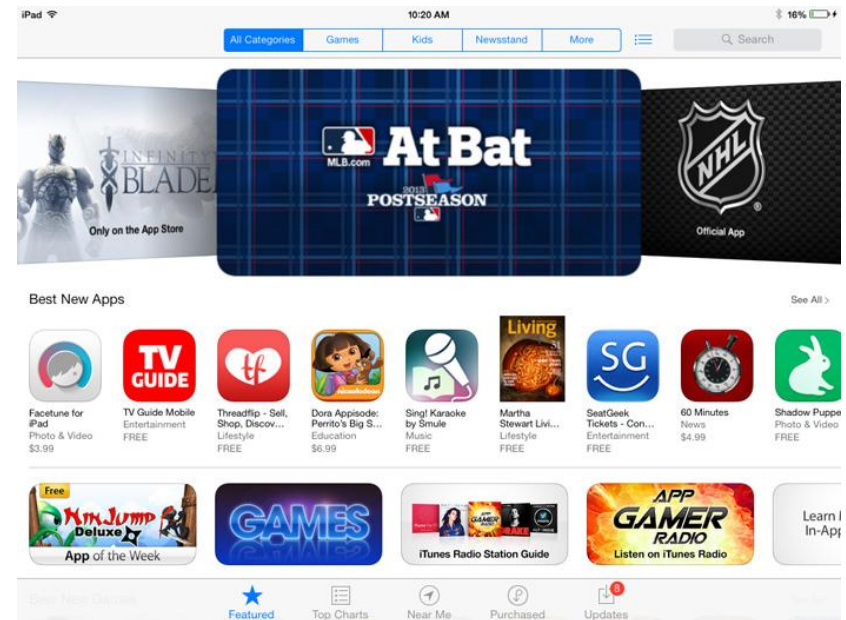 iPad 10:20 AM 16%
All Categories Games Kids Newsstand More Search
INFINITY
BLADE
Only on the App Store
MLB.com At Bat
2013
POSTSEASON
NHL
Official App
Best New Apps See All >
TV
GUIDE
tf
nickelodeon
Living
SG
Facetune for
iPad
Photo & Video
$3.99
TV Guide Mobile
Entertainment
FREE
Threadflip - Sell,
Shop, Discov...
Lifestyle
FREE
Dora Appisode:
Perrito's Big S...
Education
$6.99
Sing! Karaoke
by Smule
Music
FREE
Martha
Stewart Livi...
Lifestyle
FREE
SeatGeek
Tickets - Con...
Entertainment
FREE
60 Minutes
News
$4.99
Shadow Puppe
Photo & Video
FREE
Free
NINJUMP
Deluxe
App of the Week
GAMES
iTunes Radio Station Guide
APP
GAMER
RADIO
Listen on iTunes Radio
Learn
In-App
Best New Games
8
Featured Top Charts Near Me Purchased Updates